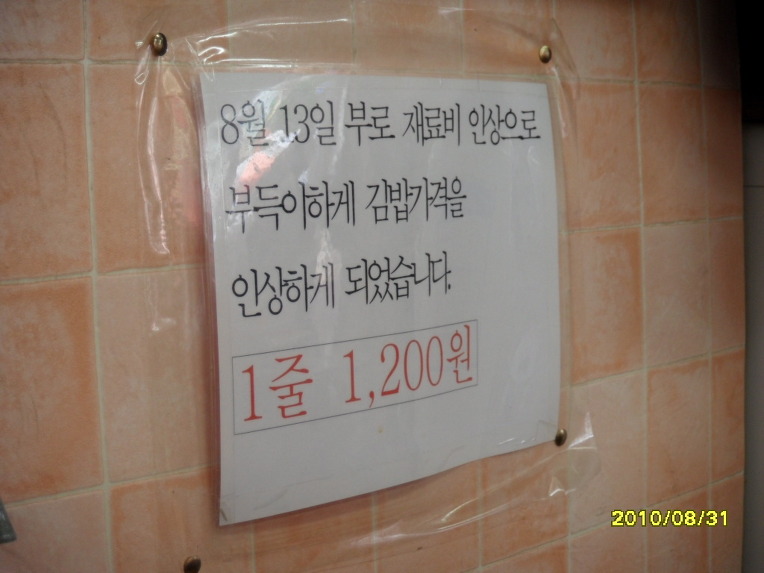 8월 13일 부로 재료비 인상으로
부득이하게 김밥가격을
인상하게 되었습니다.
1줄 1,200원
2010/08/31